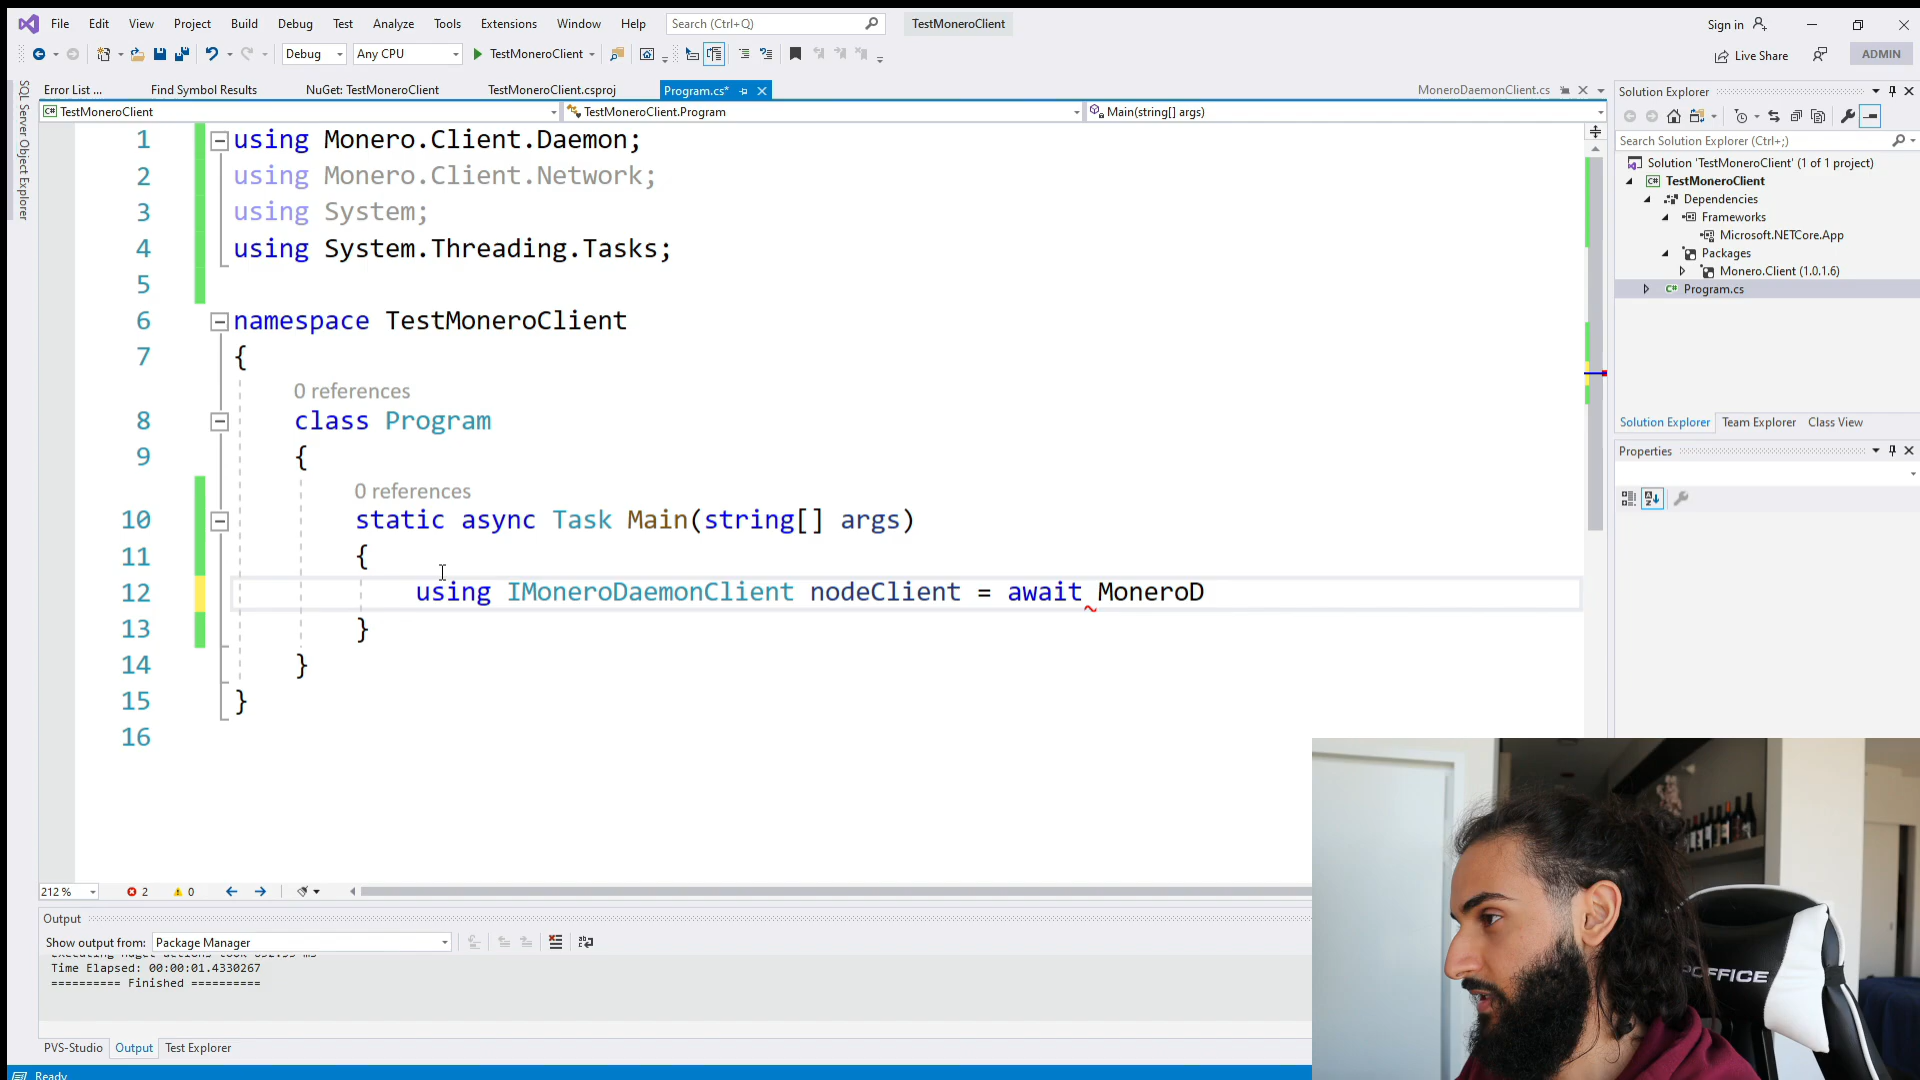 File Edit View Project Build Debug Test Analyze Tools Extensions Window Help Search (Ctrl+Q) TestMoneroClient Sign in
Debug Any CPU TestMoneroClient Live Share ADMIN
SQL Server Object Explorer
Error List ... Find Symbol Results NuGet: TestMoneroClient TestMoneroClient.csproj Program.cs* MoneroDaemonClient.cs
TestMoneroClient TestMoneroClient.Program Main(string[] args)
1 using Monero.Client.Daemon;
2 using Monero.Client.Network;
3 using System;
4 using System.Threading.Tasks;
5
6 namespace TestMoneroClient
7 {
0 references
8 class Program
9 {
0 references
10 static async Task Main(string[] args)
11 {
12 using IMoneroDaemonClient nodeClient = await MoneroD
13 }
14 }
15 }
16
212 % 2 0
Output
Show output from: Package Manager
Time Elapsed: 00:00:01.4330267
========== Finished ==========
PVS-Studio Output Test Explorer
Ready
Solution Explorer
Search Solution Explorer (Ctrl+;)
Solution 'TestMoneroClient' (1 of 1 project)
TestMoneroClient
Dependencies
Frameworks
Microsoft.NETCore.App
Packages
Monero.Client (1.0.1.6)
Program.cs
Solution Explorer Team Explorer Class View
Properties
OFFICE